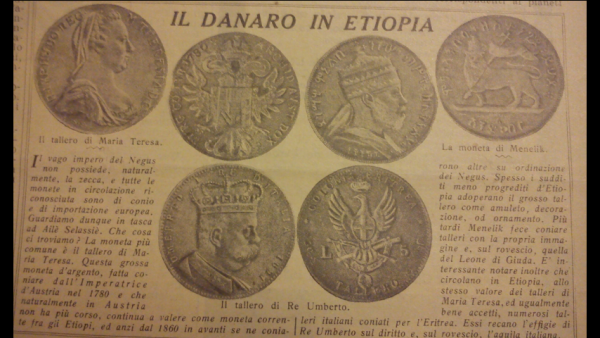 IL DANARO IN ETIOPIA
Il tallero di Maria Teresa.
La moneta di Menelik.
Il vago impero del Negus
non possiede, natural-
mente, la zecca, e tutte le
monete in circolazione ri-
conosciuta sono di conio
e di importazione europea.
Guardiamo dunque in tasca
ad Ailè Selassiè. Che cosa
ci troviamo? La moneta più
comune è il tallero di Ma-
ria Teresa. Questa grossa
moneta d'argento, fatta co-
niare dall'Imperatrice
d'Austria nel 1780 e che
naturalmente in Austria
non ha più corso, continua a valere come moneta corren-
te fra gli Etiopi, ed anzi dal 1860 in avanti se ne conia-
Il tallero di Re Umberto.
rono altre su ordinazione
dei Negus. Spesso i suddi-
ti meno progrediti d'Etio-
pia adoperano il grosso tal-
lero come amuleto, decora-
zione, od ornamento. Più
tardi Menelik fece coniare
talleri con la propria imma-
gine e, sul rovescio, quella
del Leone di Giuda. E' in-
teressante notare inoltre che
circolano in Etiopia, allo
stesso valore dei talleri di
Maria Teresa, ed ugualmen-
te bene accetti, numerosi tal-
leri italiani coniati per l'Eritrea. Essi recano l'effigie di
Re Umberto sul diritto e, sul rovescio, l'aquila italiana.